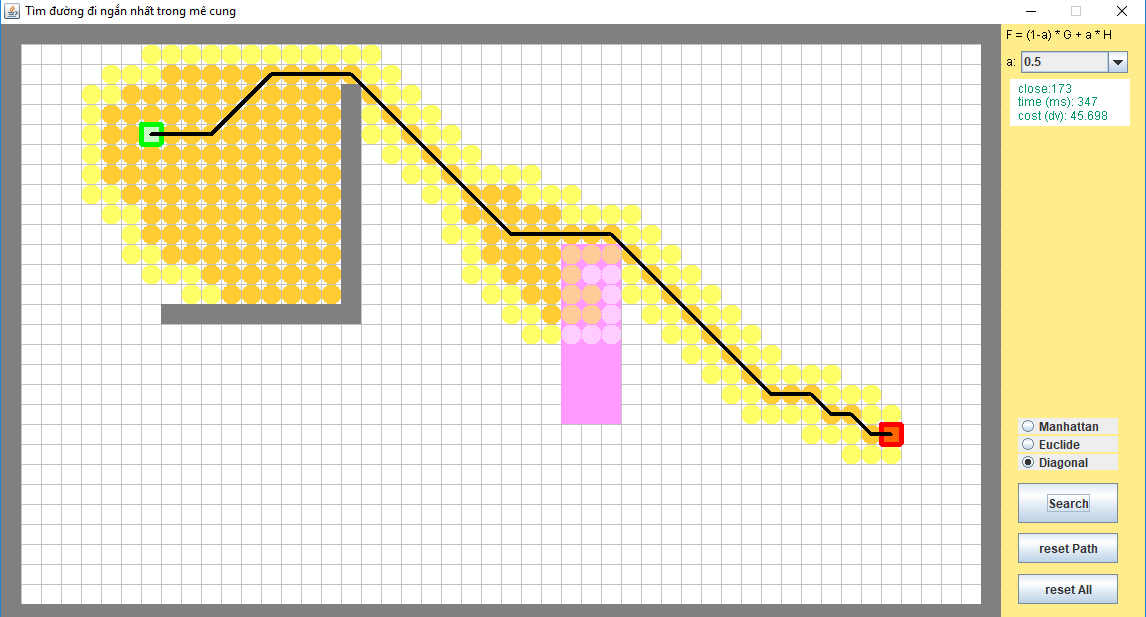 Tìm đường đi ngắn nhất trong mê cung
F = (1-a) * G + a * H
a: 0.5
close:173
time (ms): 347
cost (dv): 45.698
Manhattan
Euclide
Diagonal
Search
reset Path
reset All